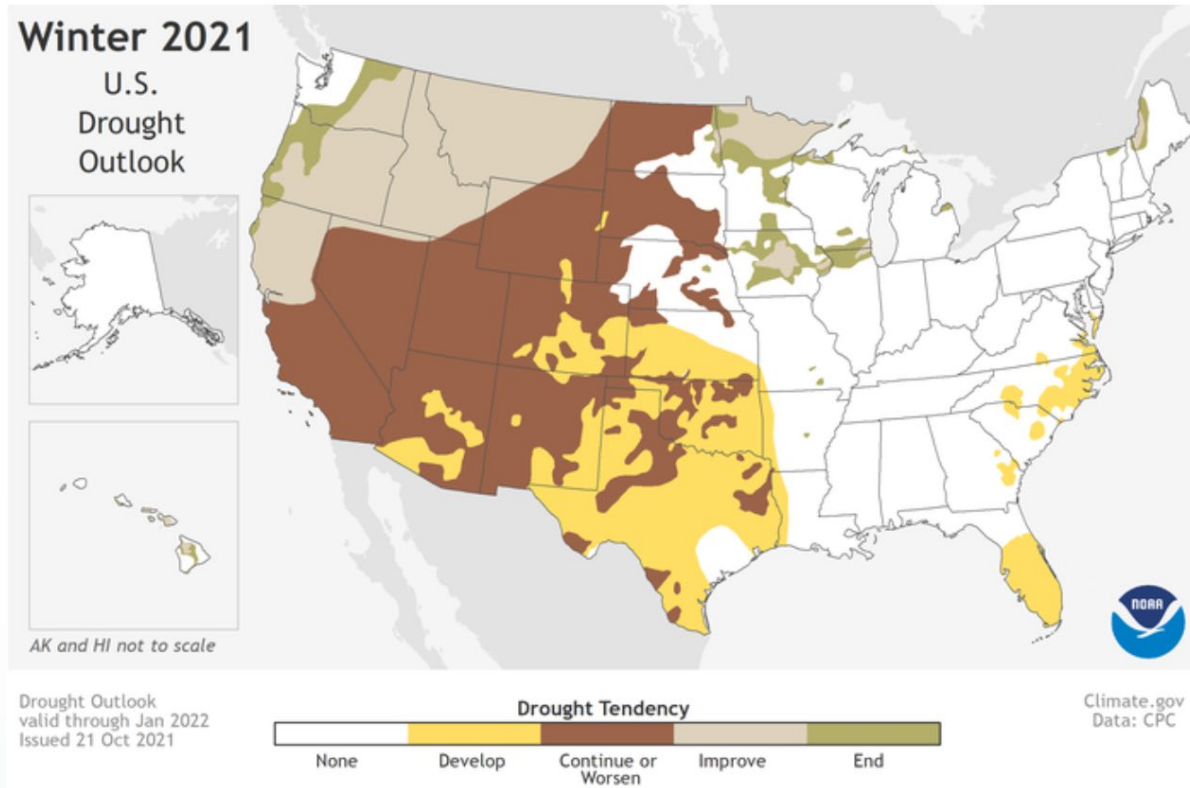 Winter 2021
U.S.
Drought
Outlook
AK and HI not to scale
NOAA
Drought Outlook
valid through Jan 2022
Issued 21 Oct 2021
Drought Tendency
None
Develop
Continue or
Worsen
Improve
End
Climate.gov
Data: CPC